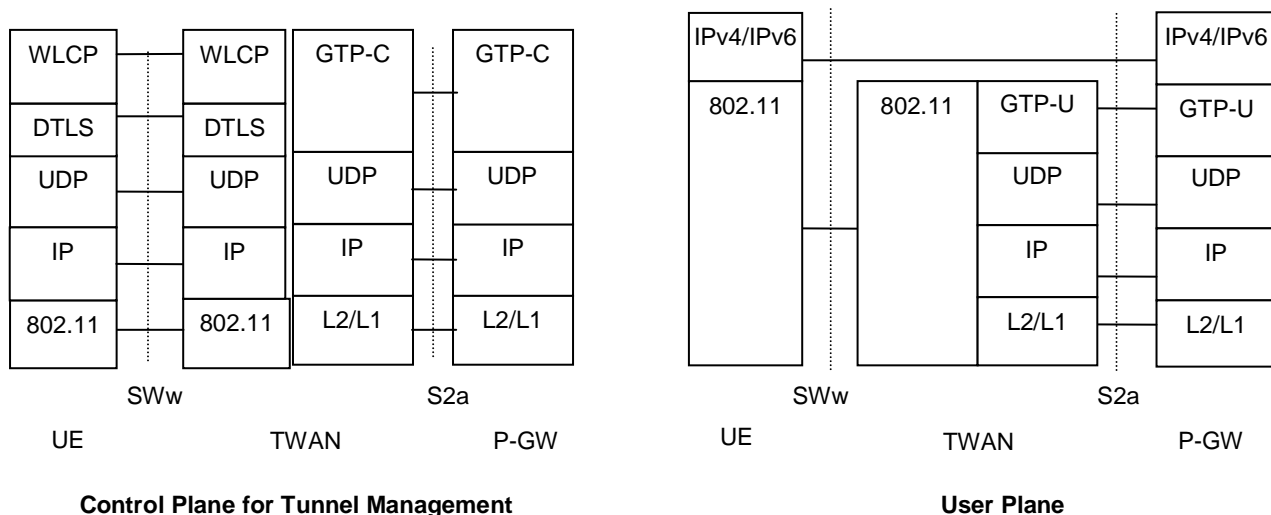 WLCP WLCP GTP-C GTP-C
DTLS DTLS
UDP UDP UDP UDP
IP IP IP IP
802.11 802.11 L2/L1 L2/L1
SWw S2a
UE TWAN P-GW
Control Plane for Tunnel Management
IPv4/IPv6 IPv4/IPv6
802.11 802.11 GTP-U GTP-U
UDP UDP
IP IP
L2/L1 L2/L1
SWw S2a
UE TWAN P-GW
User Plane